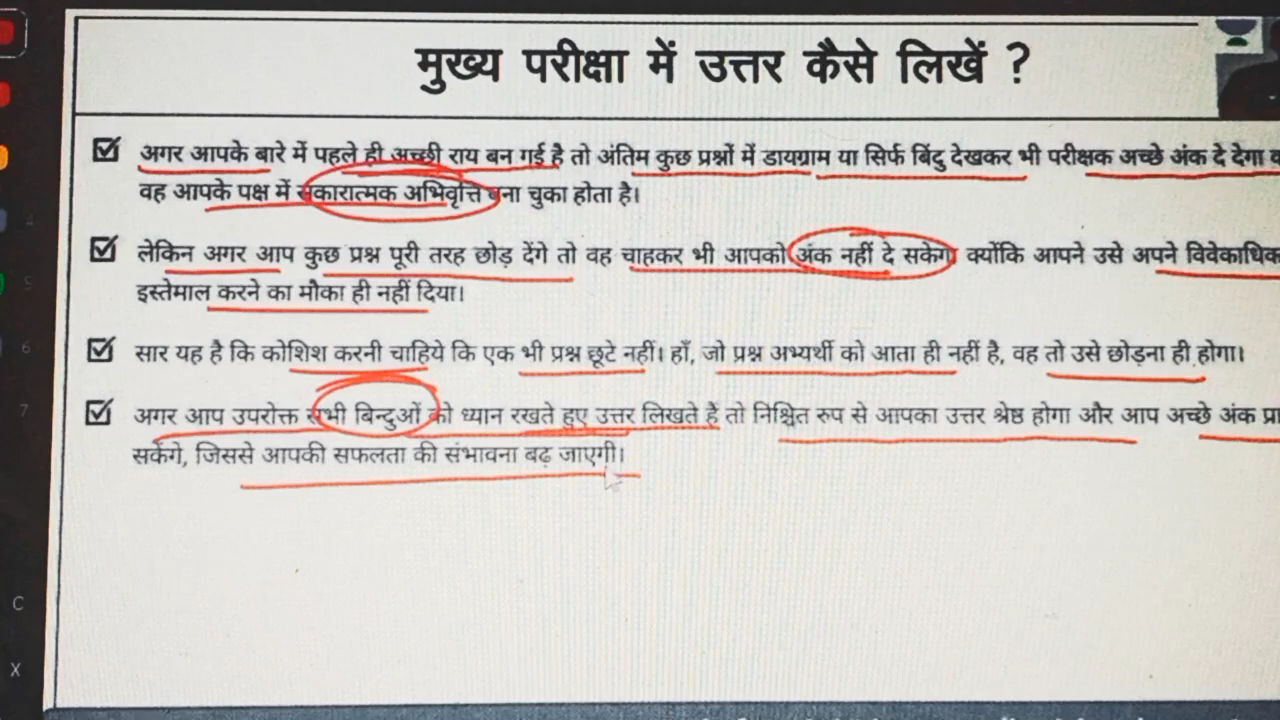 मुख्य परीक्षा में उत्तर कैसे लिखें ?
अगर आपके बारे में पहले ही अच्छी राय बन गई है तो अंतिम कुछ प्रश्नों में डायग्राम या सिर्फ बिंदु देखकर भी परीक्षक अच्छे अंक दे देगा
वह आपके पक्ष में सकारात्मक अभिवृत्ति बना चुका होता है।
लेकिन अगर आप कुछ प्रश्न पूरी तरह छोड़ देंगे तो वह चाहकर भी आपको अंक नहीं दे सकेगा क्योंकि आपने उसे अपने विवेकाधिक
इस्तेमाल करने का मौका ही नहीं दिया।
6 सार यह है कि कोशिश करनी चाहिये कि एक भी प्रश्न छूटे नहीं। हाँ, जो प्रश्न अभ्यर्थी को आता ही नहीं है, वह तो उसे छोड़ना ही होगा।
7 अगर आप उपरोक्त सभी बिन्दुओं को ध्यान रखते हुए उत्तर लिखते हैं तो निश्चित रुप से आपका उत्तर श्रेष्ठ होगा और आप अच्छे अंक प्रा
सकेंगे, जिससे आपकी सफलता की संभावना बढ़ जाएगी।
C
X